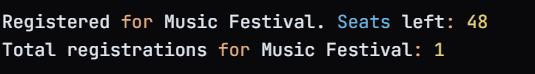 Registered for Music Festival. Seats left: 48
Total registrations for Music Festival: 1